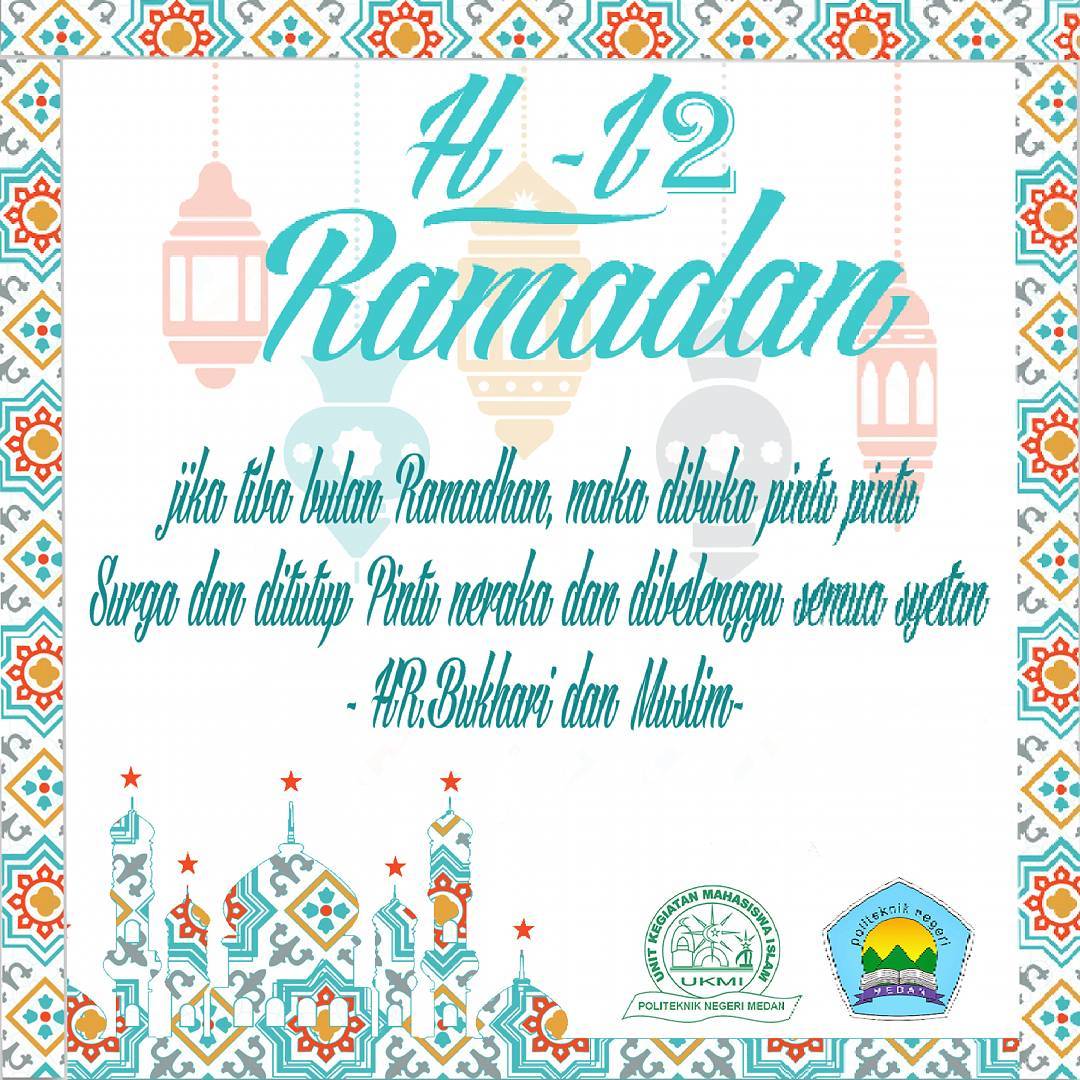 H -12
Ramadan
jika tiba bulan Ramadhan, maka dibuka pintu pintu
Surga dan ditutup Pintu neraka dan dibelenggu semua syetan
- HR.Bukhari dan Muslim-
UNIT KEGIATAN MAHASISWA ISLAM
UKMI
POLITEKNIK NEGERI MEDAN
politeknik negeri
MEDAN